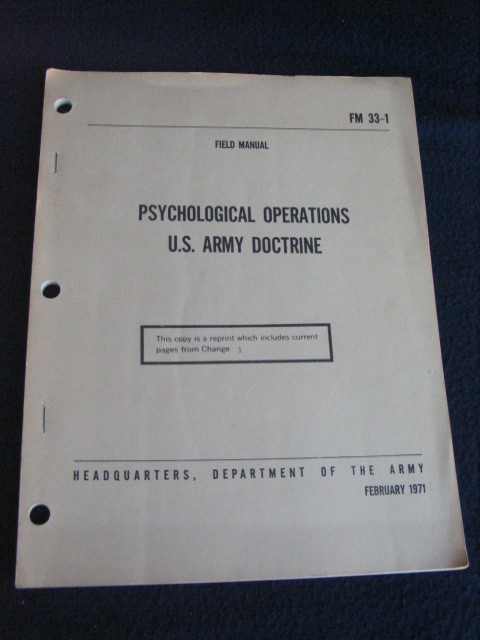 FM 33-1
FIELD MANUAL
PSYCHOLOGICAL OPERATIONS
U.S. ARMY DOCTRINE
This copy is a reprint which includes current
pages from Change
HEADQUARTERS, DEPARTMENT OF THE ARMY
FEBRUARY 1971